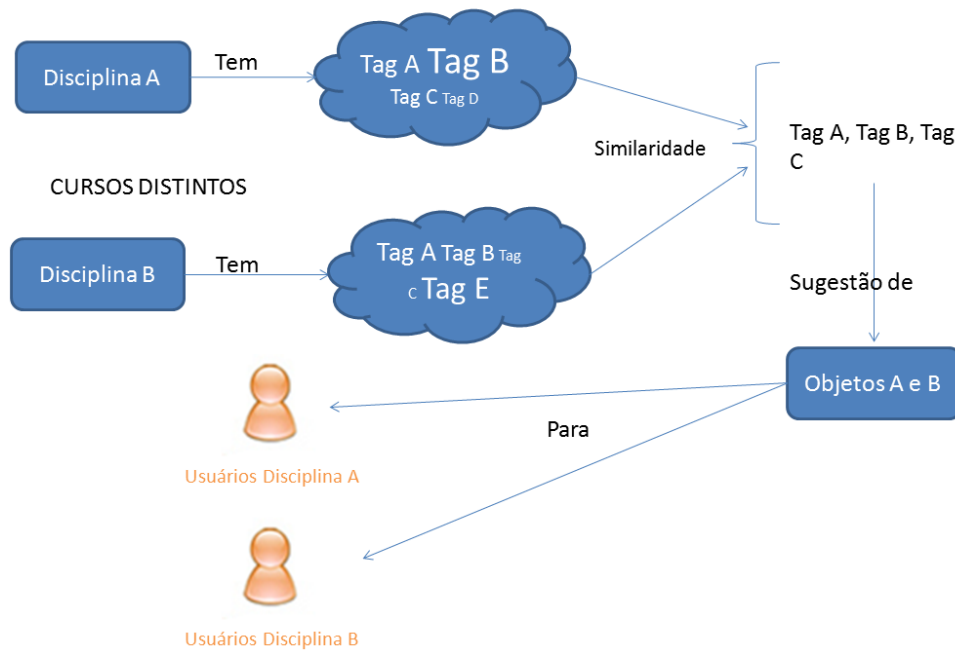 Disciplina A
Tem
Tag A Tag B
Tag C Tag D
Similaridade
Tag A, Tag B, Tag
C
CURSOS DISTINTOS
Disciplina B
Tem
Tag A Tag B Tag
C Tag E
Sugestão de
Objetos A e B
Para
Usuários Disciplina A
Usuários Disciplina B